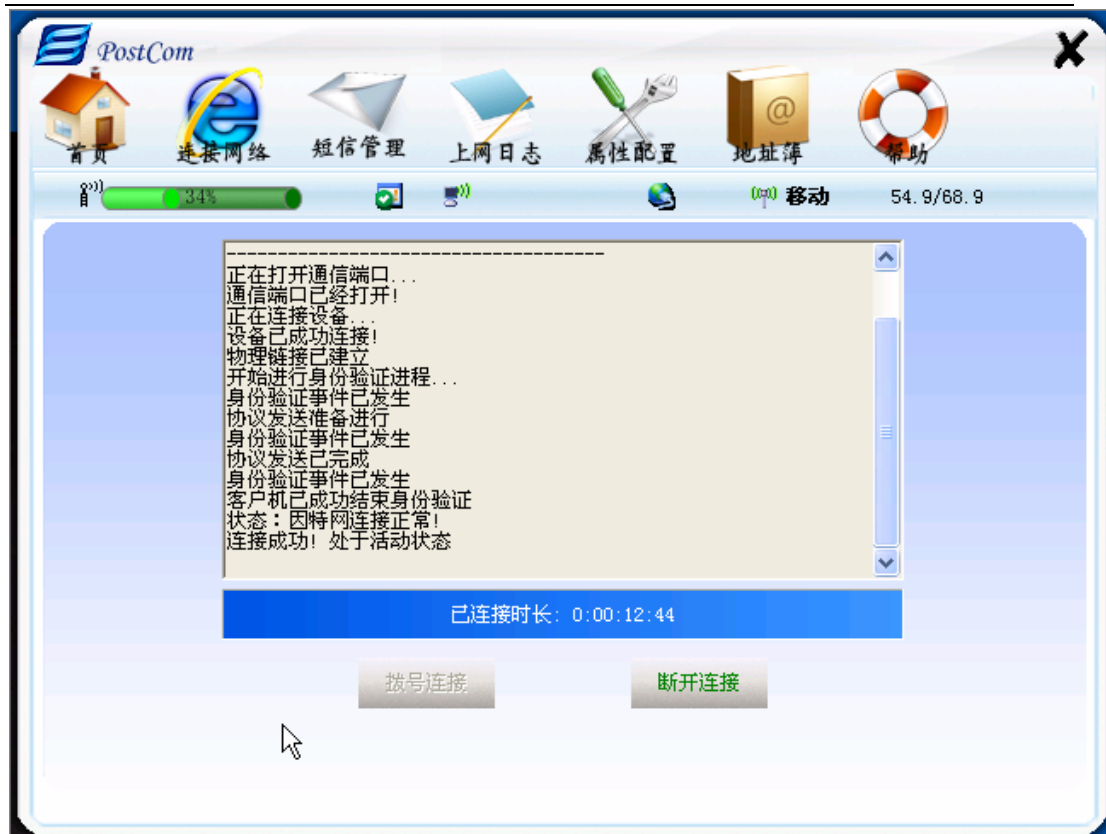 PostCom
首页
连接网络
短信管理
上网日志
属性配置
地址薄
帮助
34%
移动
54.9/68.9
-------------------------------------
正在打开通信端口...
通信端口已经打开!
正在连接设备...
设备已成功连接!
物理链接已建立
开始进行身份验证进程...
身份验证事件已发生
协议发送准备进行
身份验证事件已发生
协议发送已完成
身份验证事件已发生
客户机已成功结束身份验证
状态：因特网连接正常!
连接成功! 处于活动状态
已连接时长: 0:00:12:44
拨号连接
断开连接